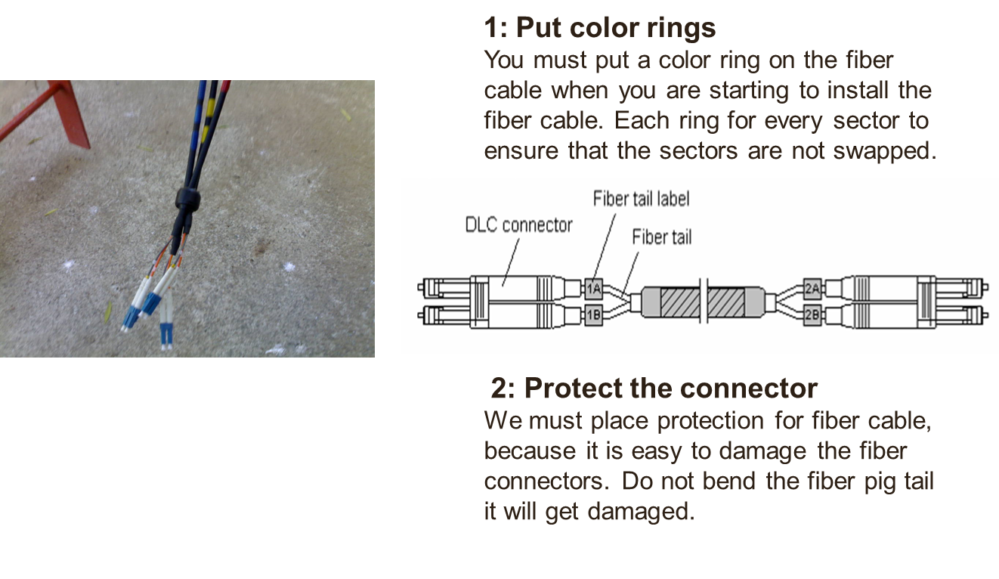 1: Put color rings
You must put a color ring on the fiber
cable when you are starting to install the
fiber cable. Each ring for every sector to
ensure that the sectors are not swapped.
Fiber tail label
DLC connector
Fiber tail
1A
2A
1B
2B
2: Protect the connector
We must place protection for fiber cable,
because it is easy to damage the fiber
connectors. Do not bend the fiber pig tail
it will get damaged.